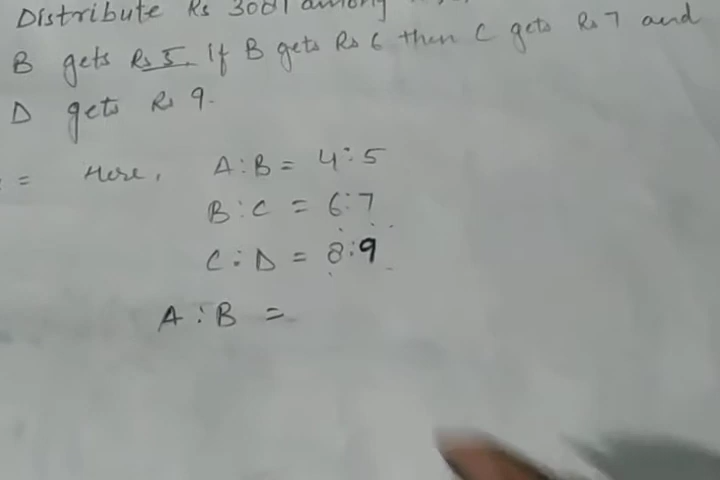 Distribute Rs 3001 among
B gets Rs 5. If B gets Rs 6 then C gets Rs 7 and
D gets Rs 9.
= Here, A:B = 4:5
B:C = 6:7
C:D = 8:9
A:B =